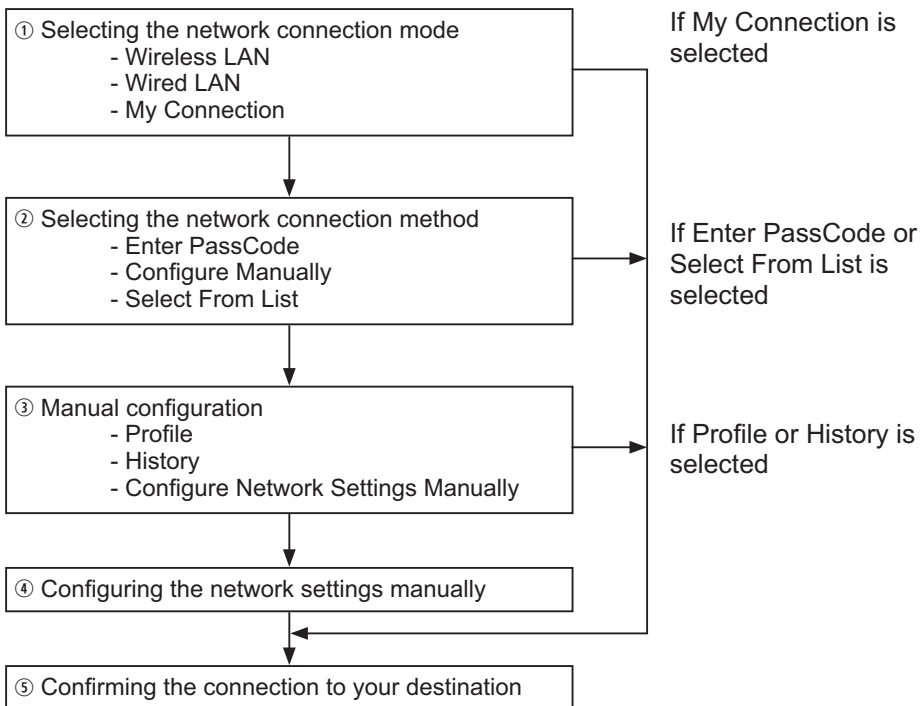 ① Selecting the network connection mode
- Wireless LAN
- Wired LAN
- My Connection
If My Connection is
selected
② Selecting the network connection method
- Enter PassCode
- Configure Manually
- Select From List
If Enter PassCode or
Select From List is
selected
③ Manual configuration
- Profile
- History
- Configure Network Settings Manually
If Profile or History is
selected
④ Configuring the network settings manually
⑤ Confirming the connection to your destination